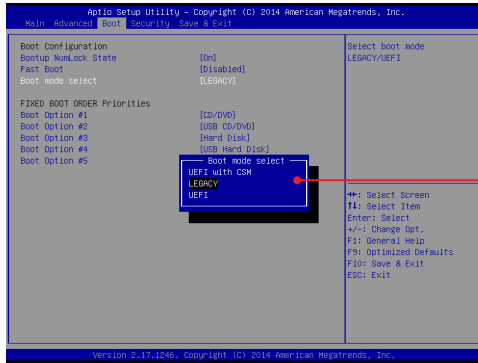 Aptio Setup Utility – Copyright (C) 2014 American Megatrends, Inc.
Main Advanced Boot Security Save & Exit
Boot Configuration
Bootup NumLock State [On]
Fast Boot [Disabled]
Boot mode select [LEGACY]
FIXED BOOT ORDER Priorities
Boot Option #1 [CD/DVD]
Boot Option #2 [USB CD/DVD]
Boot Option #3 [Hard Disk]
Boot Option #4 [USB Hard Disk]
Boot Option #5
Boot mode select
UEFI with CSM
LEGACY
UEFI
Select boot mode
LEGACY/UEFI
→←: Select Screen
↑↓: Select Item
Enter: Select
+/-: Change Opt.
F1: General Help
F9: Optimized Defaults
F10: Save & Exit
ESC: Exit
Version 2.17.1246. Copyright (C) 2014 American Megatrends, Inc.